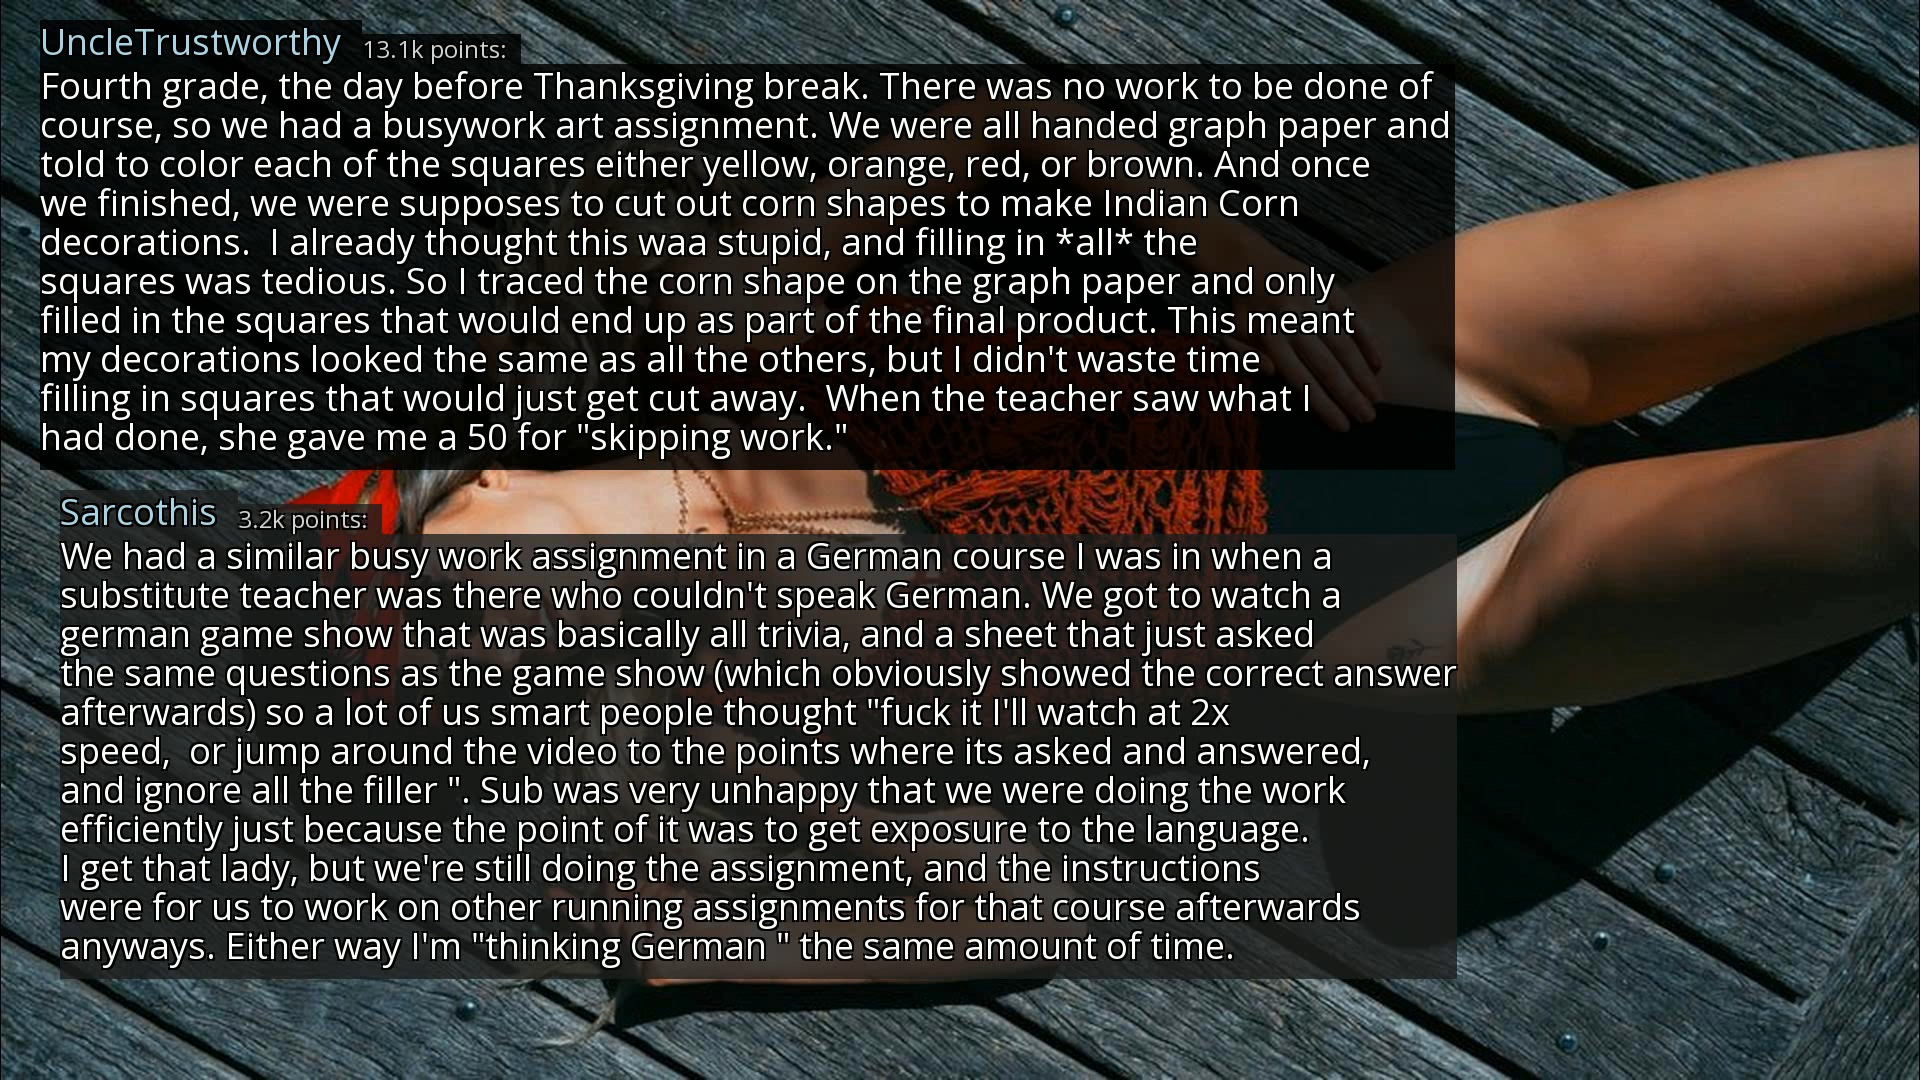 UncleTrustworthy 13.1k points:
Fourth grade, the day before Thanksgiving break. There was no work to be done of
course, so we had a busywork art assignment. We were all handed graph paper and
told to color each of the squares either yellow, orange, red, or brown. And once
we finished, we were supposes to cut out corn shapes to make Indian Corn
decorations.  I already thought this waa stupid, and filling in *all* the
squares was tedious. So I traced the corn shape on the graph paper and only
filled in the squares that would end up as part of the final product. This meant
my decorations looked the same as all the others, but I didn't waste time
filling in squares that would just get cut away.  When the teacher saw what I
had done, she gave me a 50 for "skipping work."
Sarcothis 3.2k points:
We had a similar busy work assignment in a German course I was in when a
substitute teacher was there who couldn't speak German. We got to watch a
german game show that was basically all trivia, and a sheet that just asked
the same questions as the game show (which obviously showed the correct answer
afterwards) so a lot of us smart people thought "fuck it I'll watch at 2x
speed,  or jump around the video to the points where its asked and answered,
and ignore all the filler ". Sub was very unhappy that we were doing the work
efficiently just because the point of it was to get exposure to the language.
I get that lady, but we're still doing the assignment, and the instructions
were for us to work on other running assignments for that course afterwards
anyways. Either way I'm "thinking German " the same amount of time.